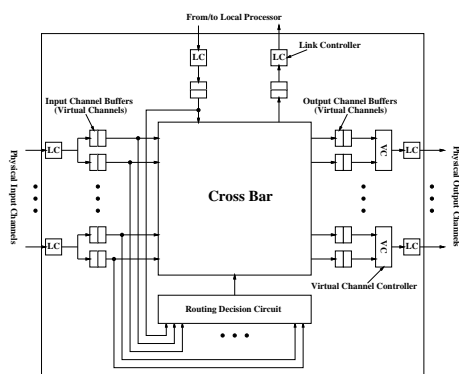 From/to Local Processor
LC
LC
Link Controller
Input Channel Buffers
(Virtual Channels)
Output Channel Buffers
(Virtual Channels)
Physical Input Channels
LC
VC
LC
Physical Output Channels
Cross Bar
LC
VC
LC
Virtual Channel Controller
Routing Decision Circuit